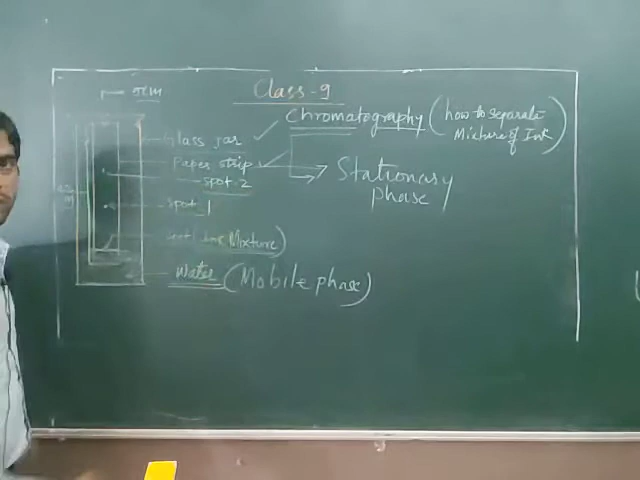 Class-9
Chromatography (how to separate
Mixture of Ink)
Glass jar
Paper strip
Stationary
phase
spot-2
spot-1
Ink Mixture)
Water (Mobile phase)